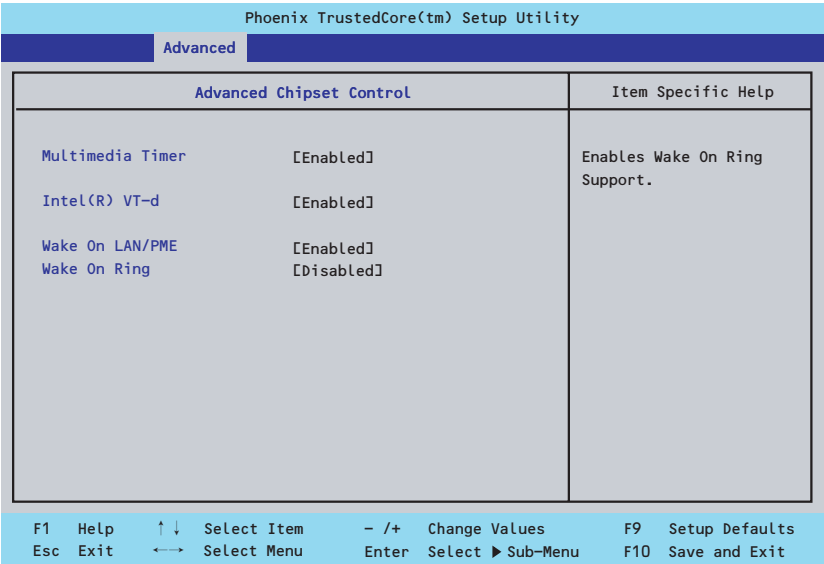 Phoenix TrustedCore(tm) Setup Utility
Advanced
Advanced Chipset Control
Item Specific Help
Multimedia Timer [Enabled]
Intel(R) VT-d [Enabled]
Wake On LAN/PME [Enabled]
Wake On Ring [Disabled]
Enables Wake On Ring
Support.
F1 Help ↑↓ Select Item - /+ Change Values F9 Setup Defaults
Esc Exit ←→ Select Menu Enter Select ▶ Sub-Menu F10 Save and Exit